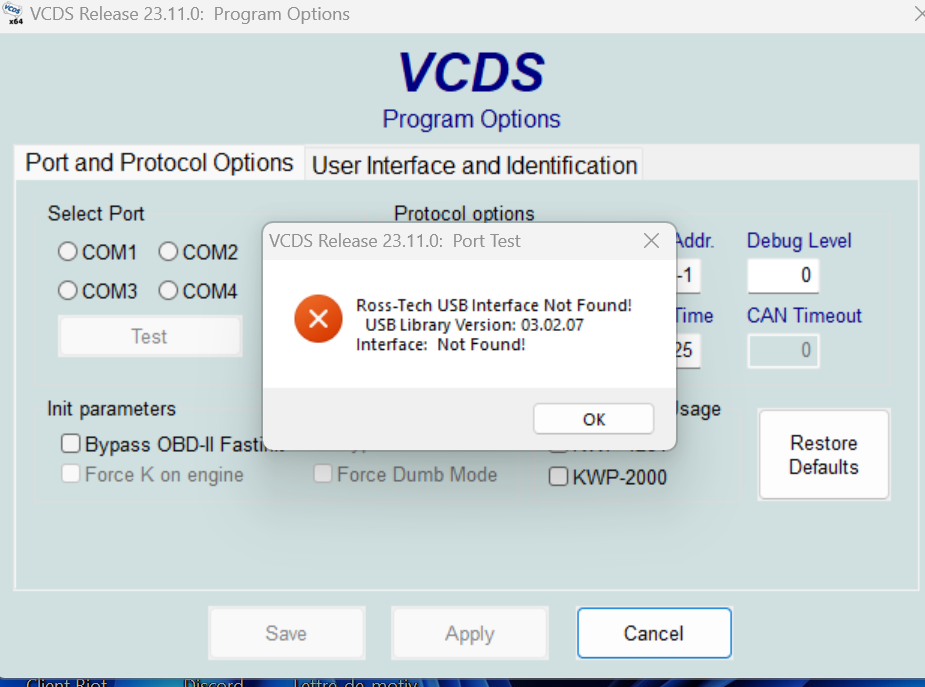 VCDS Release 23.11.0:  Program Options
VCDS
Program Options
Port and Protocol Options
User Interface and Identification
Select Port
Protocol options
COM1
COM2
COM3
COM4
Test
Addr.
-1
Debug Level
0
Time
25
CAN Timeout
0
VCDS Release 23.11.0:  Port Test
Ross-Tech USB Interface Not Found!
USB Library Version: 03.02.07
Interface:  Not Found!
OK
Init parameters
Bypass OBD-II
Force K on engine
Force Dumb Mode
Usage
KWP-2000
Restore
Defaults
Save
Apply
Cancel
Client Riot
Discord
Lettre de motiv